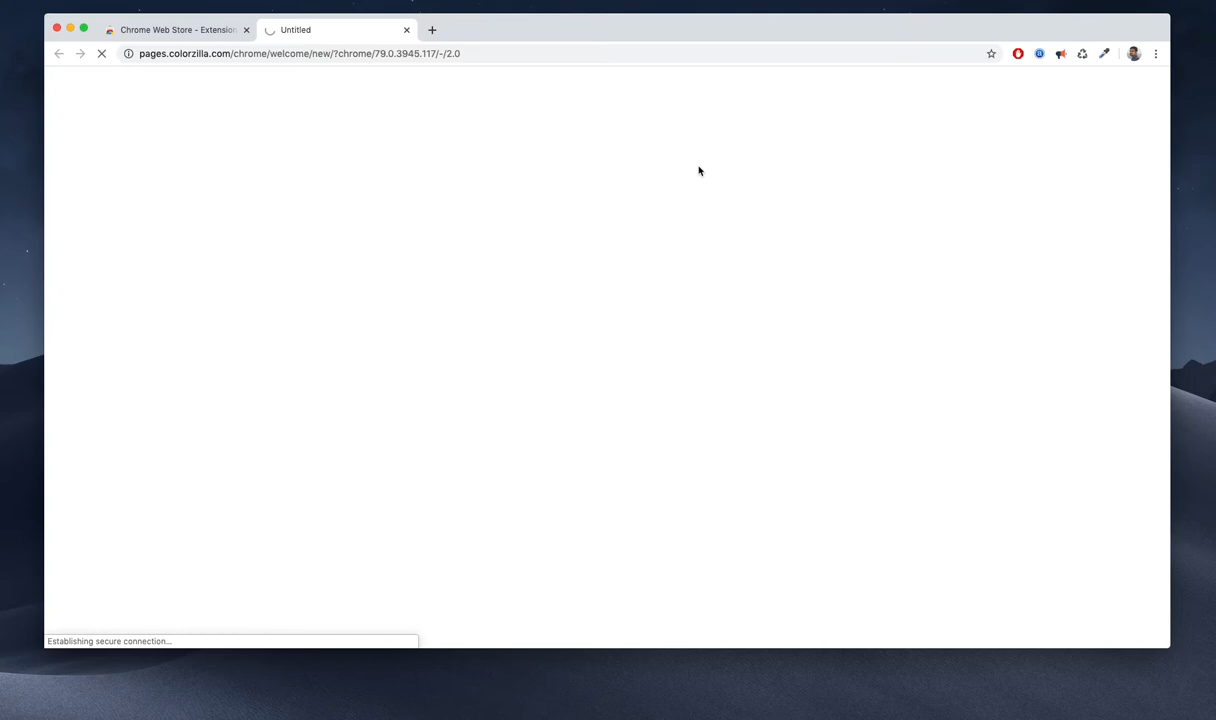 Chrome Web Store - Extension
Untitled
pages.colorzilla.com/chrome/welcome/new/?chrome/79.0.3945.117/-/2.0
Establishing secure connection...